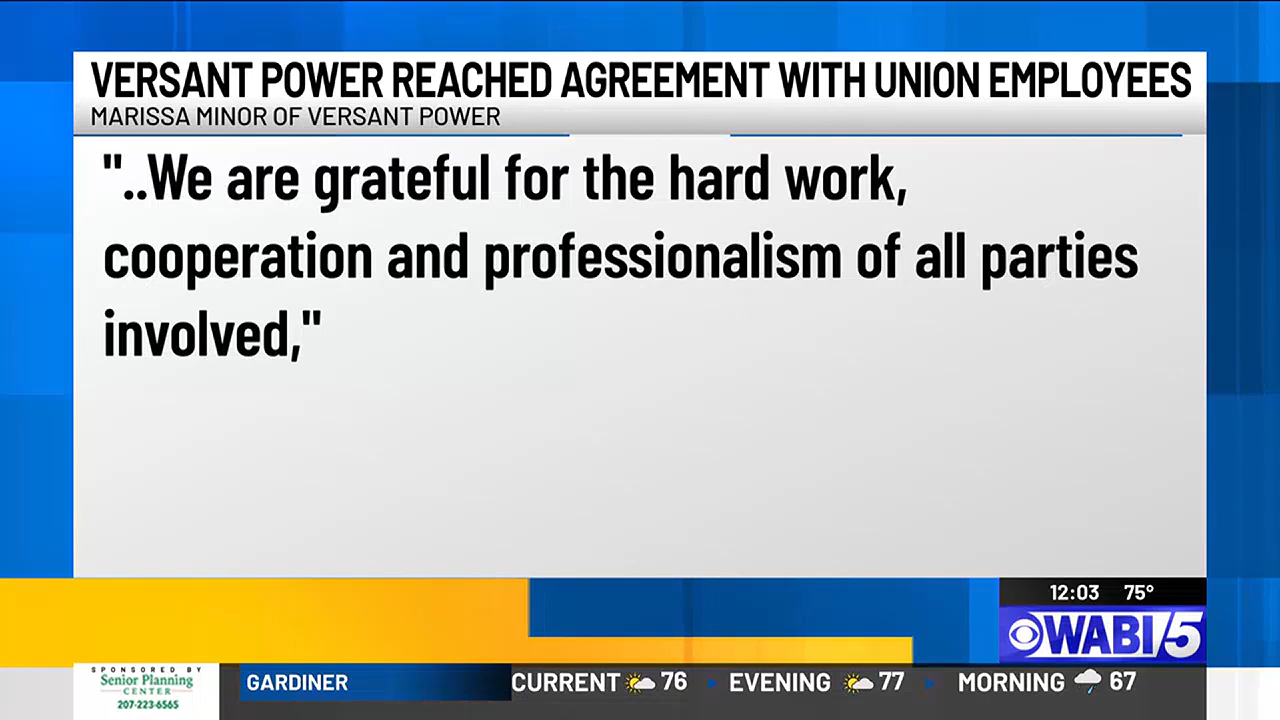 VERSANT POWER REACHED AGREEMENT WITH UNION EMPLOYEES
MARISSA MINOR OF VERSANT POWER
"..We are grateful for the hard work,
cooperation and professionalism of all parties
involved,"
12:03 75°
WABI 5
SPONSORED BY
Senior Planning
CENTER
207-223-6565
GARDINER
CURRENT 76 EVENING 77 MORNING 67